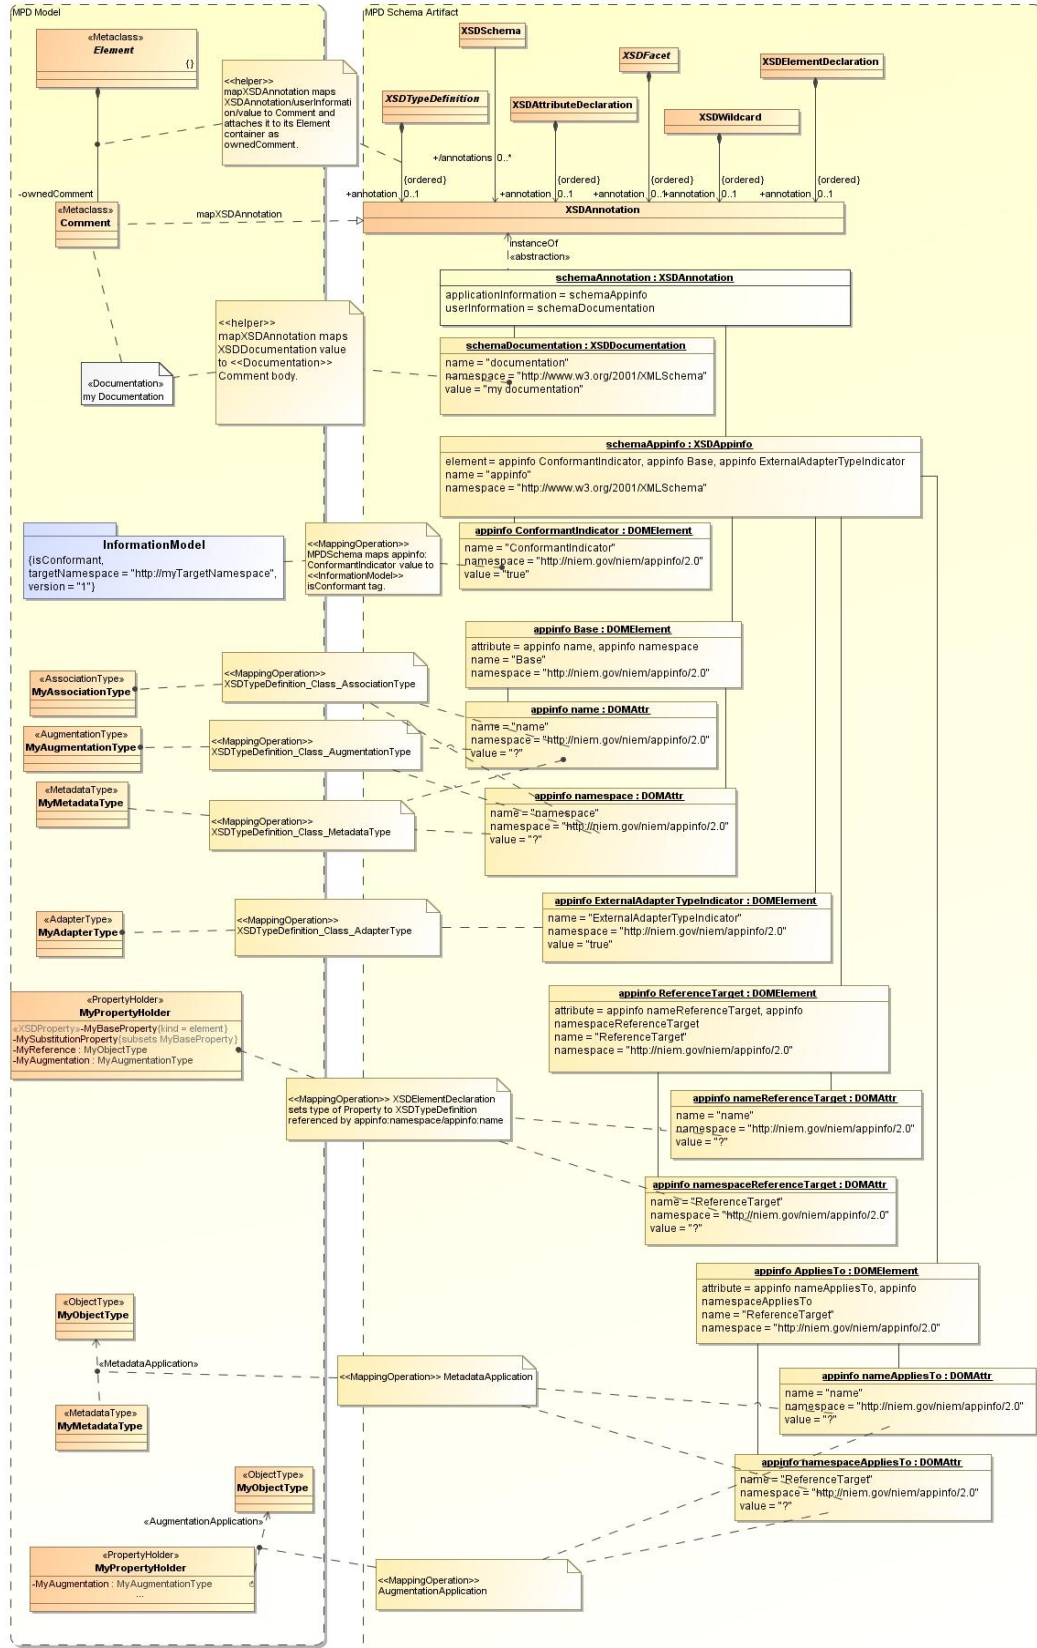 MPD Model
MPD Schema Artifact
«Metaclass»
Element
{}
<<helper>>
mapXSDAnnotation maps
XSDAnnotation/userInformati
on/value to Comment and
attaches it to its Element
container as
ownedComment.
XSDSchema
XSDFacet
XSDElementDeclaration
XSDTypeDefinition
XSDAttributeDeclaration
XSDWildcard
+/annotations 0..*
{ordered}
{ordered}
{ordered}
{ordered}
{ordered}
+annotation 0..1
+annotation 0..1
+annotation 0..1
+annotation 0..1
+annotation 0..1
-ownedComment
«Metaclass»
Comment
mapXSDAnnotation
XSDAnnotation
instanceOf
«abstraction»
schemaAnnotation : XSDAnnotation
applicationInformation = schemaAppinfo
userInformation = schemaDocumentation
<<helper>>
mapXSDAnnotation maps
XSDDocumentation value
to <<Documentation>>
Comment body.
schemaDocumentation : XSDDocumentation
name = "documentation"
namespace = "http://www.w3.org/2001/XMLSchema"
value = "my documentation"
«Documentation»
my Documentation
schemaAppinfo : XSDAppinfo
element = appinfo ConformantIndicator, appinfo Base, appinfo ExternalAdapterTypeIndicator
name = "appinfo"
namespace = "http://www.w3.org/2001/XMLSchema"
InformationModel
{isConformant,
targetNamespace = "http://myTargetNamespace",
version = "1"}
<<MappingOperation>>
MPDSchema maps appinfo:
ConformantIndicator value to
<<InformationModel>>
isConformant tag.
appinfo ConformantIndicator : DOMElement
name = "ConformantIndicator"
namespace = "http://niem.gov/niem/appinfo/2.0"
value = "true"
appinfo Base : DOMElement
attribute = appinfo name, appinfo namespace
name = "Base"
namespace = "http://niem.gov/niem/appinfo/2.0"
«AssociationType»
MyAssociationType
<<MappingOperation>>
XSDTypeDefinition_Class_AssociationType
appinfo name : DOMAttr
name = "name"
namespace = "http://niem.gov/niem/appinfo/2.0"
value = "?"
«AugmentationType»
MyAugmentationType
<<MappingOperation>>
XSDTypeDefinition_Class_AugmentationType
«MetadataType»
MyMetadataType
<<MappingOperation>>
XSDTypeDefinition_Class_MetadataType
appinfo namespace : DOMAttr
name = "namespace"
namespace = "http://niem.gov/niem/appinfo/2.0"
value = "?"
«AdapterType»
MyAdapterType
<<MappingOperation>>
XSDTypeDefinition_Class_AdapterType
appinfo ExternalAdapterTypeIndicator : DOMElement
name = "ExternalAdapterTypeIndicator"
namespace = "http://niem.gov/niem/appinfo/2.0"
value = "true"
«PropertyHolder»
MyPropertyHolder
«XSDProperty»-MyBaseProperty{kind = element}
-MySubstitutionProperty{subsets MyBaseProperty}
-MyReference : MyObjectType
-MyAugmentation : MyAugmentationType
appinfo ReferenceTarget : DOMElement
attribute = appinfo nameReferenceTarget, appinfo
namespaceReferenceTarget
name = "ReferenceTarget"
namespace = "http://niem.gov/niem/appinfo/2.0"
<<MappingOperation>> XSDElementDeclaration
sets type of Property to XSDTypeDefinition
referenced by appinfo:namespace/appinfo:name
appinfo nameReferenceTarget : DOMAttr
name = "name"
namespace = "http://niem.gov/niem/appinfo/2.0"
value = "?"
appinfo namespaceReferenceTarget : DOMAttr
name = "ReferenceTarget"
namespace = "http://niem.gov/niem/appinfo/2.0"
value = "?"
appinfo AppliesTo : DOMElement
attribute = appinfo nameAppliesTo, appinfo
namespaceAppliesTo
name = "ReferenceTarget"
namespace = "http://niem.gov/niem/appinfo/2.0"
«ObjectType»
MyObjectType
«MetadataApplication»
<<MappingOperation>> MetadataApplication
appinfo nameAppliesTo : DOMAttr
name = "name"
namespace = "http://niem.gov/niem/appinfo/2.0"
value = "?"
«MetadataType»
MyMetadataType
appinfo namespaceAppliesTo : DOMAttr
name = "ReferenceTarget"
namespace = "http://niem.gov/niem/appinfo/2.0"
value = "?"
«ObjectType»
MyObjectType
«AugmentationApplication»
«PropertyHolder»
MyPropertyHolder
-MyAugmentation : MyAugmentationType
...
<<MappingOperation>>
AugmentationApplication